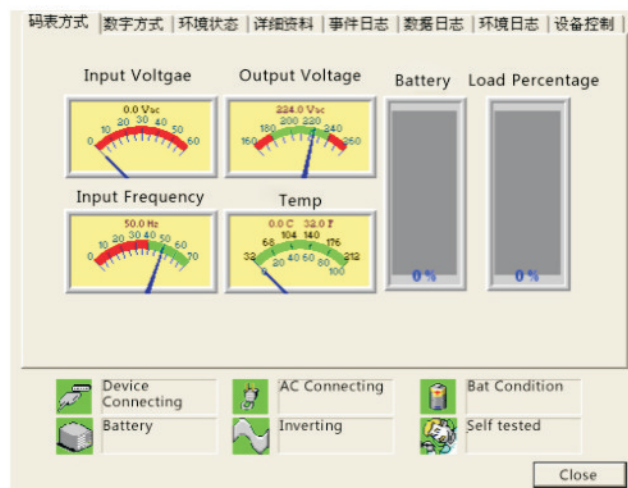 码表方式 数字方式 环境状态 详细资料 事件日志 数据日志 环境日志 设备控制
Input Voltgae Output Voltage Battery Load Percentage
0.0 Vac
0 10 20 30 40 50 60
224.0 Vac
160 180 200 220 240 260
Input Frequency Temp
50.0 Hz
0 10 20 30 40 50 60 70
0.0 C 32.0 F
32 68 104 140 176 212
0 20 40 60 80 100
0 %
0 %
Device Connecting
AC Connecting
Bat Condition
Battery
Inverting
Self tested
Close